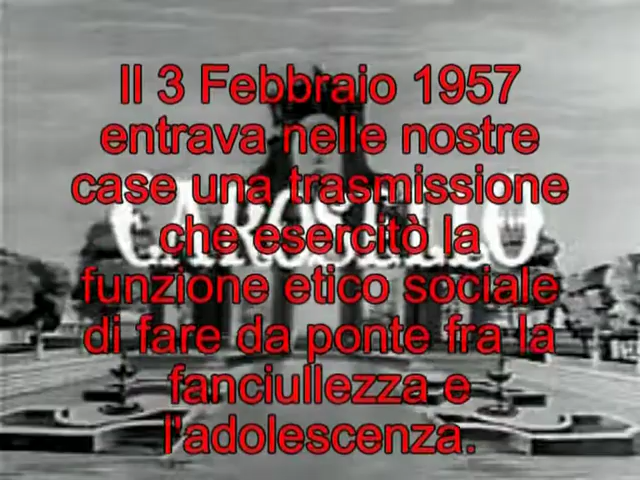 Il 3 Febbraio 1957
entrava nelle nostre
case una trasmissione
CAROSELLO
che esercitò la
funzione etico sociale
di fare da ponte fra la
fanciullezza e
l'adolescenza.